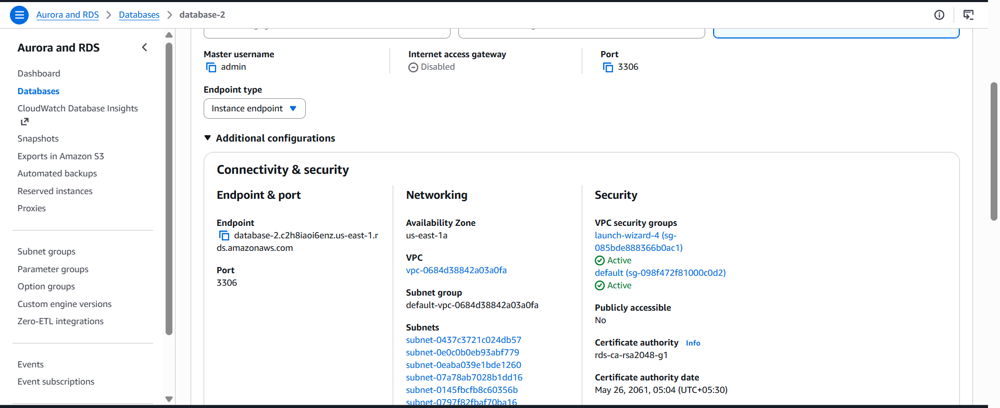 Aurora and RDS > Databases > database-2
Aurora and RDS
Dashboard
Databases
CloudWatch Database Insights
Snapshots
Exports in Amazon S3
Automated backups
Reserved instances
Proxies
Subnet groups
Parameter groups
Option groups
Custom engine versions
Zero-ETL integrations
Events
Event subscriptions
Master username
admin
Internet access gateway
Disabled
Port
3306
Endpoint type
Instance endpoint
Additional configurations
Connectivity & security
Endpoint & port
Endpoint
database-2.c2h8iaoi6enz.us-east-1.r
ds.amazonaws.com
Port
3306
Networking
Availability Zone
us-east-1a
VPC
vpc-0684d38842a03a0fa
Subnet group
default-vpc-0684d38842a03a0fa
Subnets
subnet-0437c3721c024db57
subnet-0e0c0b0eb93abf779
subnet-0eaba039e1bde1260
subnet-07a78ab7028b1dd16
subnet-0145fbcfb8c60356b
subnet-0797f82fbaf70ba16
Security
VPC security groups
launch-wizard-4 (sg-
085bde888366b0ac1)
Active
default (sg-098f472f81000c0d2)
Active
Publicly accessible
No
Certificate authority Info
rds-ca-rsa2048-g1
Certificate authority date
May 26, 2061, 05:04 (UTC+05:30)